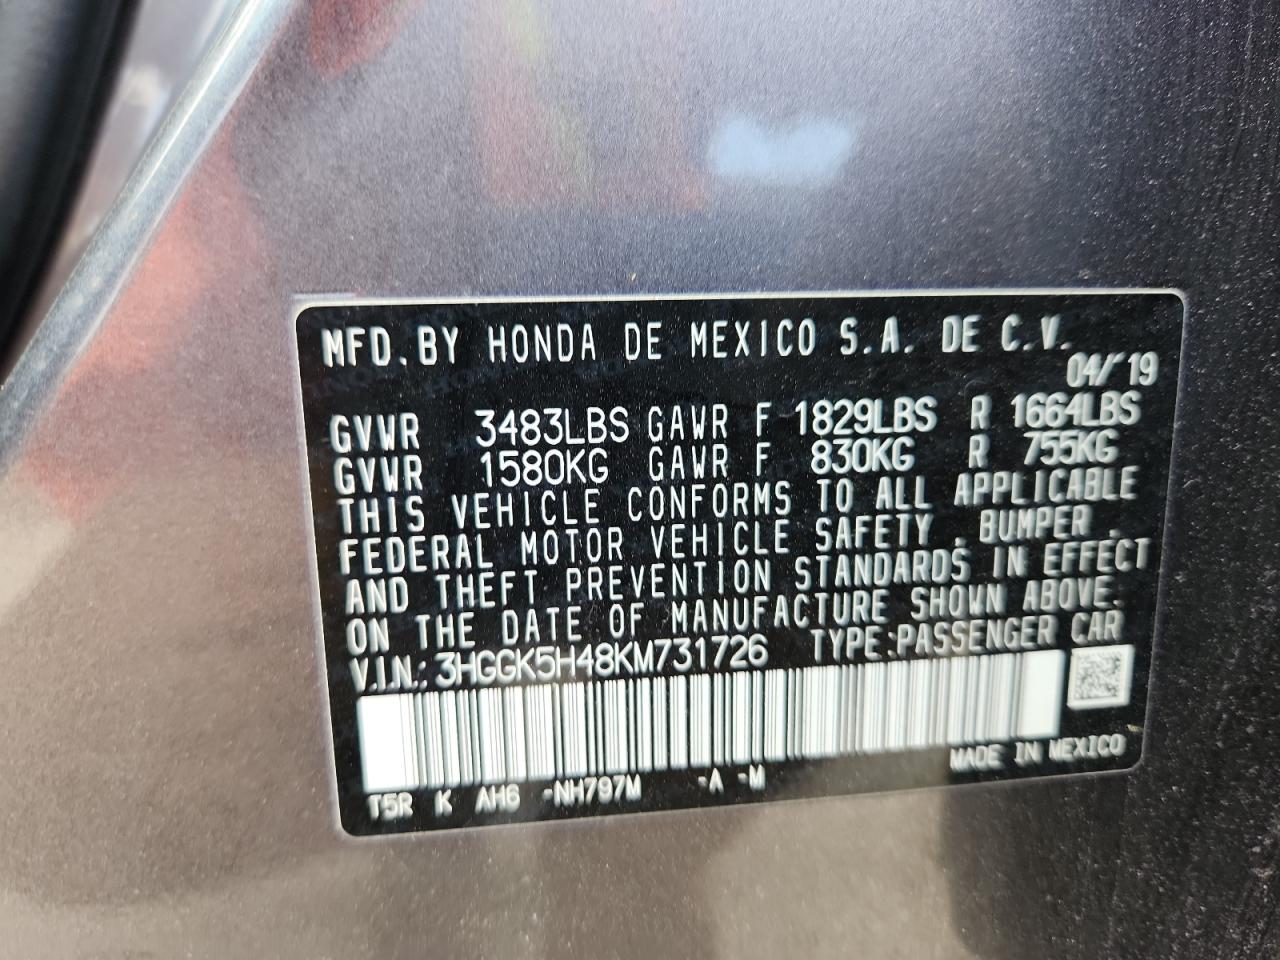 MFD. BY HONDA DE MEXICO S.A. DE C.V.
04/19
GVWR 3483LBS GAWR F 1829LBS R 1664LBS
GVWR 1580KG GAWR F 830KG R 755KG
THIS VEHICLE CONFORMS TO ALL APPLICABLE
FEDERAL MOTOR VEHICLE SAFETY, BUMPER,
AND THEFT PREVENTION STANDARDS IN EFFECT
ON THE DATE OF MANUFACTURE SHOWN ABOVE.
V.I.N.: 3HGGK5H48KM731726 TYPE:PASSENGER CAR
MADE IN MEXICO
T5R K AH6 -NH797M -A -M